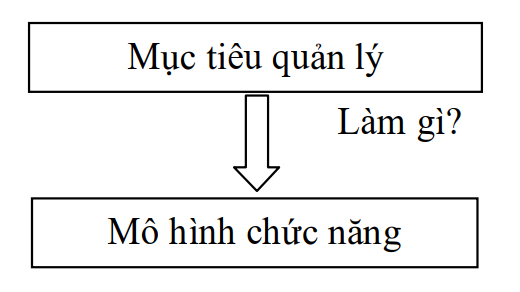 Mục tiêu quản lý
Làm gì?
Mô hình chức năng